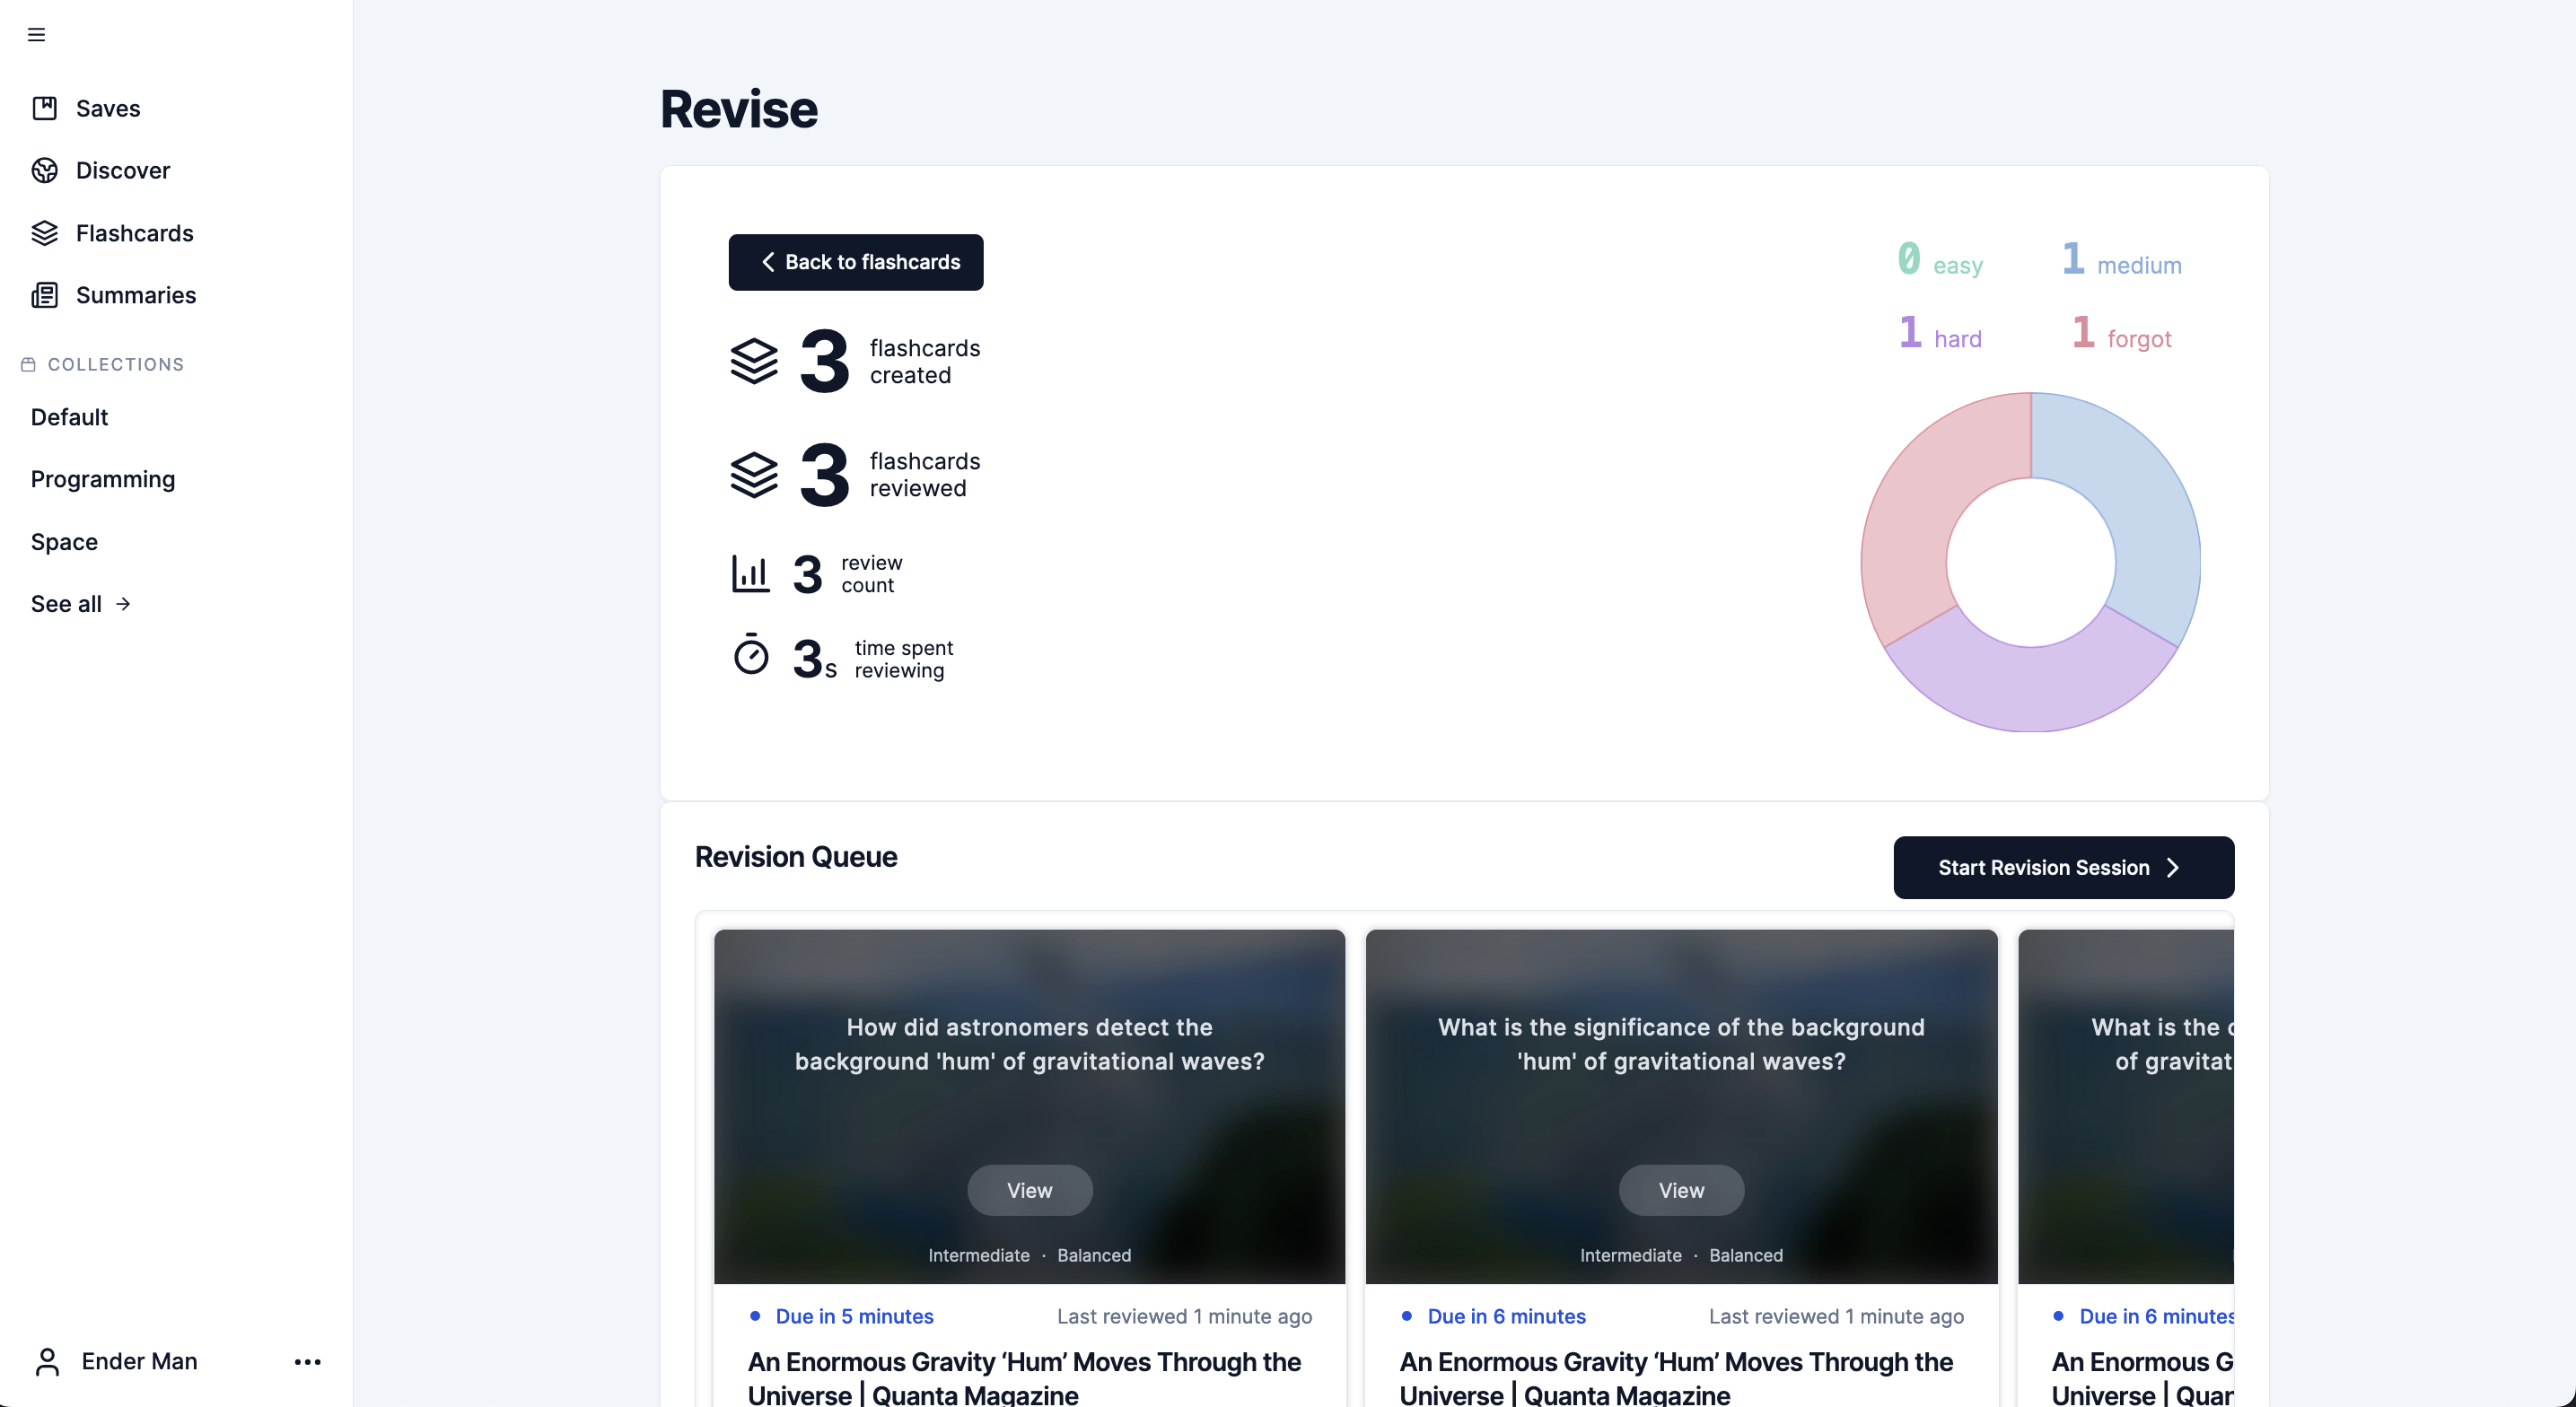 Saves
Discover
Flashcards
Summaries
COLLECTIONS
Default
Programming
Space
See all
Ender Man
Revise
Back to flashcards
3 flashcards
created
3 flashcards
reviewed
3 review
count
3s time spent
reviewing
0 easy 1 medium
1 hard 1 forgot
Revision Queue
Start Revision Session
How did astronomers detect the
background 'hum' of gravitational waves?
View
Intermediate · Balanced
Due in 5 minutes Last reviewed 1 minute ago
An Enormous Gravity ‘Hum’ Moves Through the
Universe | Quanta Magazine
What is the significance of the background
'hum' of gravitational waves?
View
Intermediate · Balanced
Due in 6 minutes Last reviewed 1 minute ago
An Enormous Gravity ‘Hum’ Moves Through the
Universe | Quanta Magazine
What is the
of gravitat
Due in 6 minutes
An Enormous G
Universe | Quan